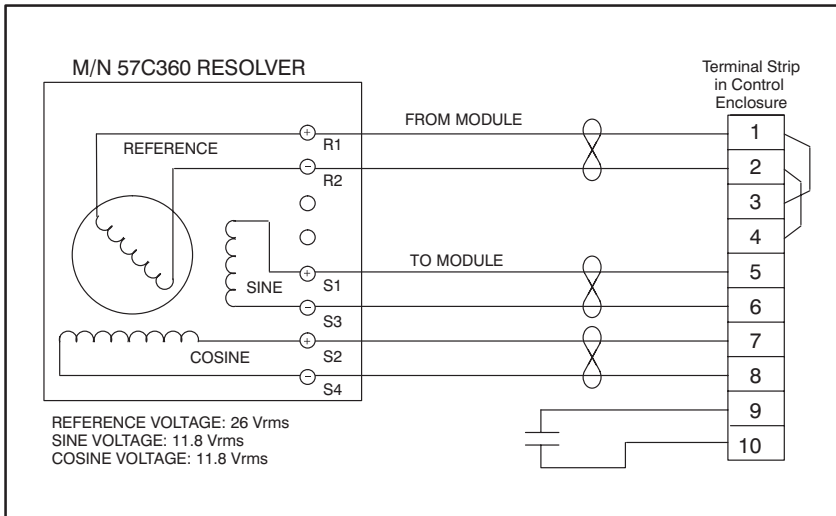 M/N 57C360 RESOLVER
Terminal Strip
in Control
Enclosure
FROM MODULE
REFERENCE
+ R1
− R2
TO MODULE
SINE
+ S1
− S3
COSINE
+ S2
− S4
1
2
3
4
5
6
7
8
9
10
REFERENCE VOLTAGE: 26 Vrms
SINE VOLTAGE: 11.8 Vrms
COSINE VOLTAGE: 11.8 Vrms